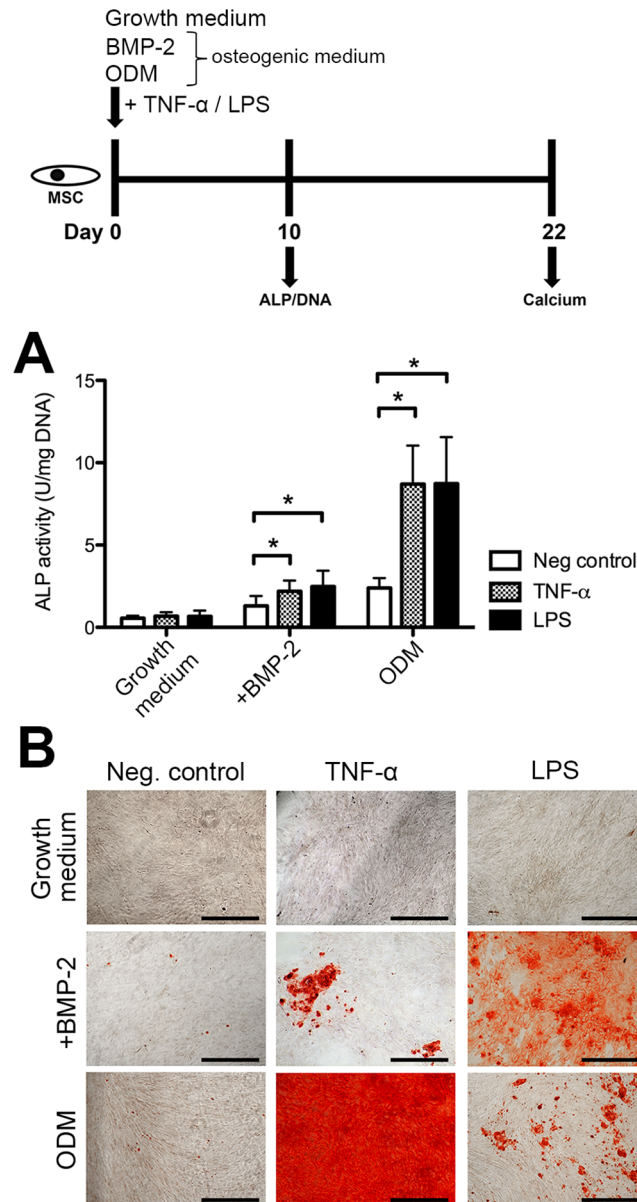 Growth medium
BMP-2
ODM
osteogenic medium
+ TNF-α / LPS
MSC
Day 0 10 22
ALP/DNA Calcium
A
ALP activity (U/mg DNA)
15
10
5
0
* * * *
Neg control
TNF-α
LPS
Growth medium
+BMP-2
ODM
B
Neg. control TNF-α LPS
Growth medium
+BMP-2
ODM